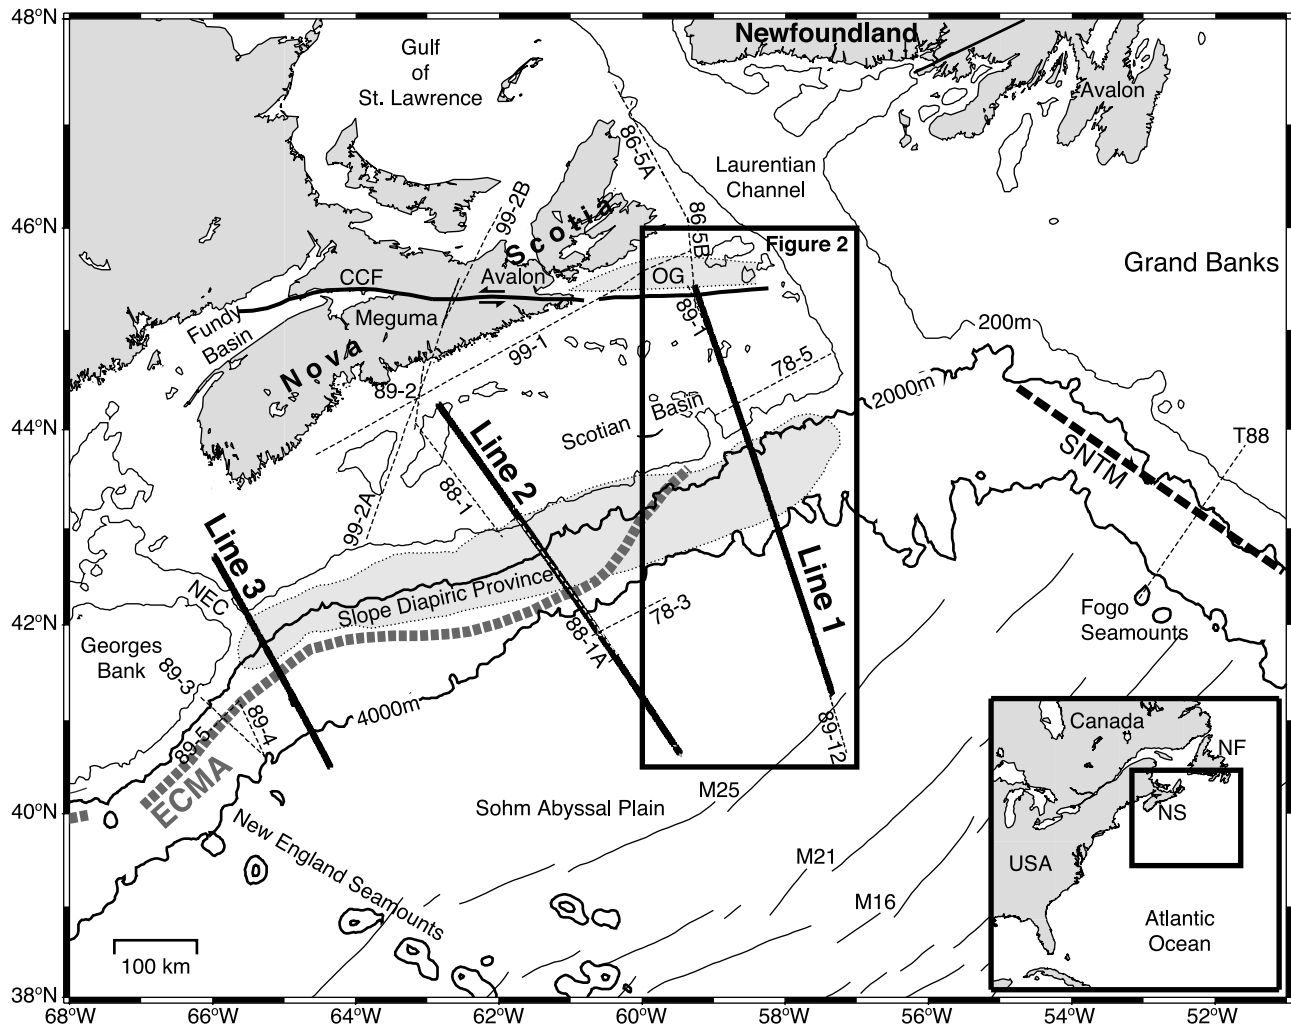 48°N
46°N
44°N
42°N
40°N
38°N
68°W
66°W
64°W
62°W
60°W
58°W
56°W
54°W
52°W
Gulf
of
St. Lawrence
Newfoundland
Avalon
86-5A
Laurentian
Channel
99-2B
Scotia
86-5B
Figure 2
Grand Banks
CCF
Avalon
OG
Fundy
Basin
Meguma
89-1
200m
Nova
99-1
78-5
89-2
2000m
Scotian
Basin
Line 2
T88
SNTM
88-1
99-2A
Line 3
Line 1
NEC
Slope Diapiric Province
78-3
Fogo
Seamounts
Georges
Bank
88-1A
89-3
89-4
4000m
89-5
89-12
ECMA
M25
Sohm Abyssal Plain
New England Seamounts
M21
M16
100 km
Canada
NF
NS
USA
Atlantic
Ocean